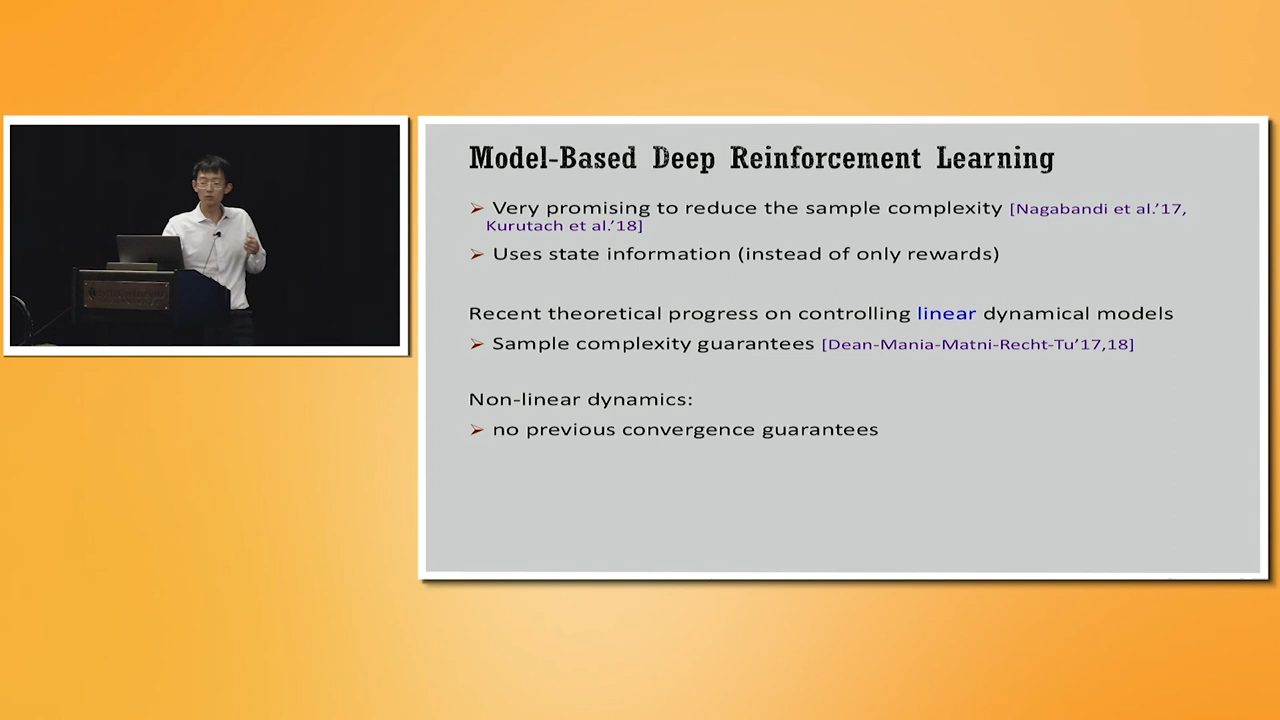 Model-Based Deep Reinforcement Learning
➢ Very promising to reduce the sample complexity [Nagabandi et al.’17,
Kurutach et al.’18]
➢ Uses state information (instead of only rewards)
Recent theoretical progress on controlling linear dynamical models
➢ Sample complexity guarantees [Dean-Mania-Matni-Recht-Tu’17,18]
Non-linear dynamics:
➢ no previous convergence guarantees